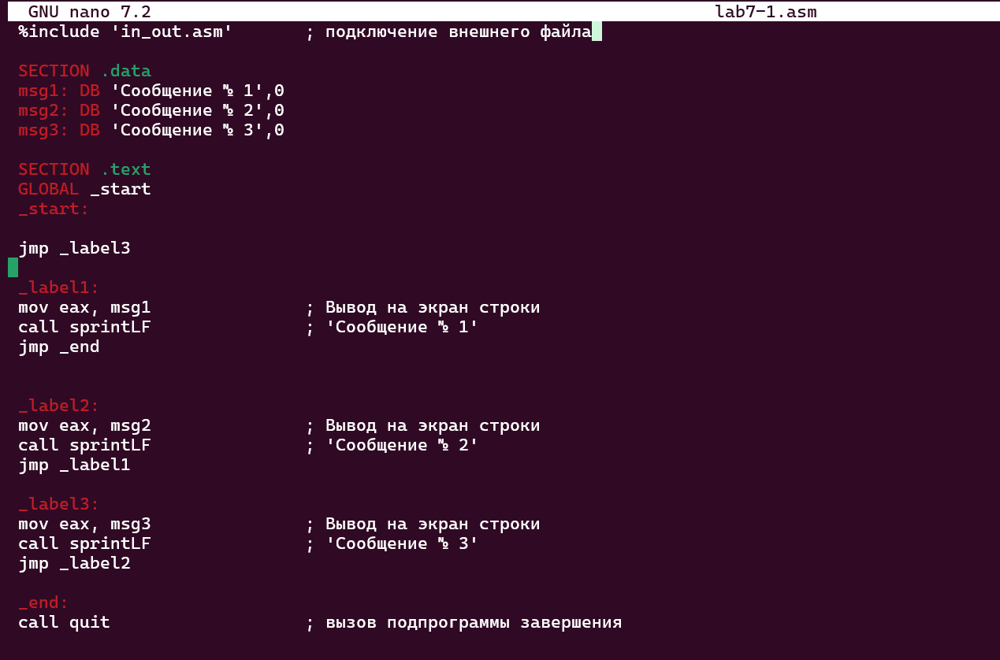 GNU nano 7.2 lab7-1.asm
%include 'in_out.asm' ; подключение внешнего файла
SECTION .data
msg1: DB 'Сообщение № 1',0
msg2: DB 'Сообщение № 2',0
msg3: DB 'Сообщение № 3',0
SECTION .text
GLOBAL _start
_start:
jmp _label3
_label1:
mov eax, msg1 ; Вывод на экран строки
call sprintLF ; 'Сообщение № 1'
jmp _end
_label2:
mov eax, msg2 ; Вывод на экран строки
call sprintLF ; 'Сообщение № 2'
jmp _label1
_label3:
mov eax, msg3 ; Вывод на экран строки
call sprintLF ; 'Сообщение № 3'
jmp _label2
_end:
call quit ; вызов подпрограммы завершения